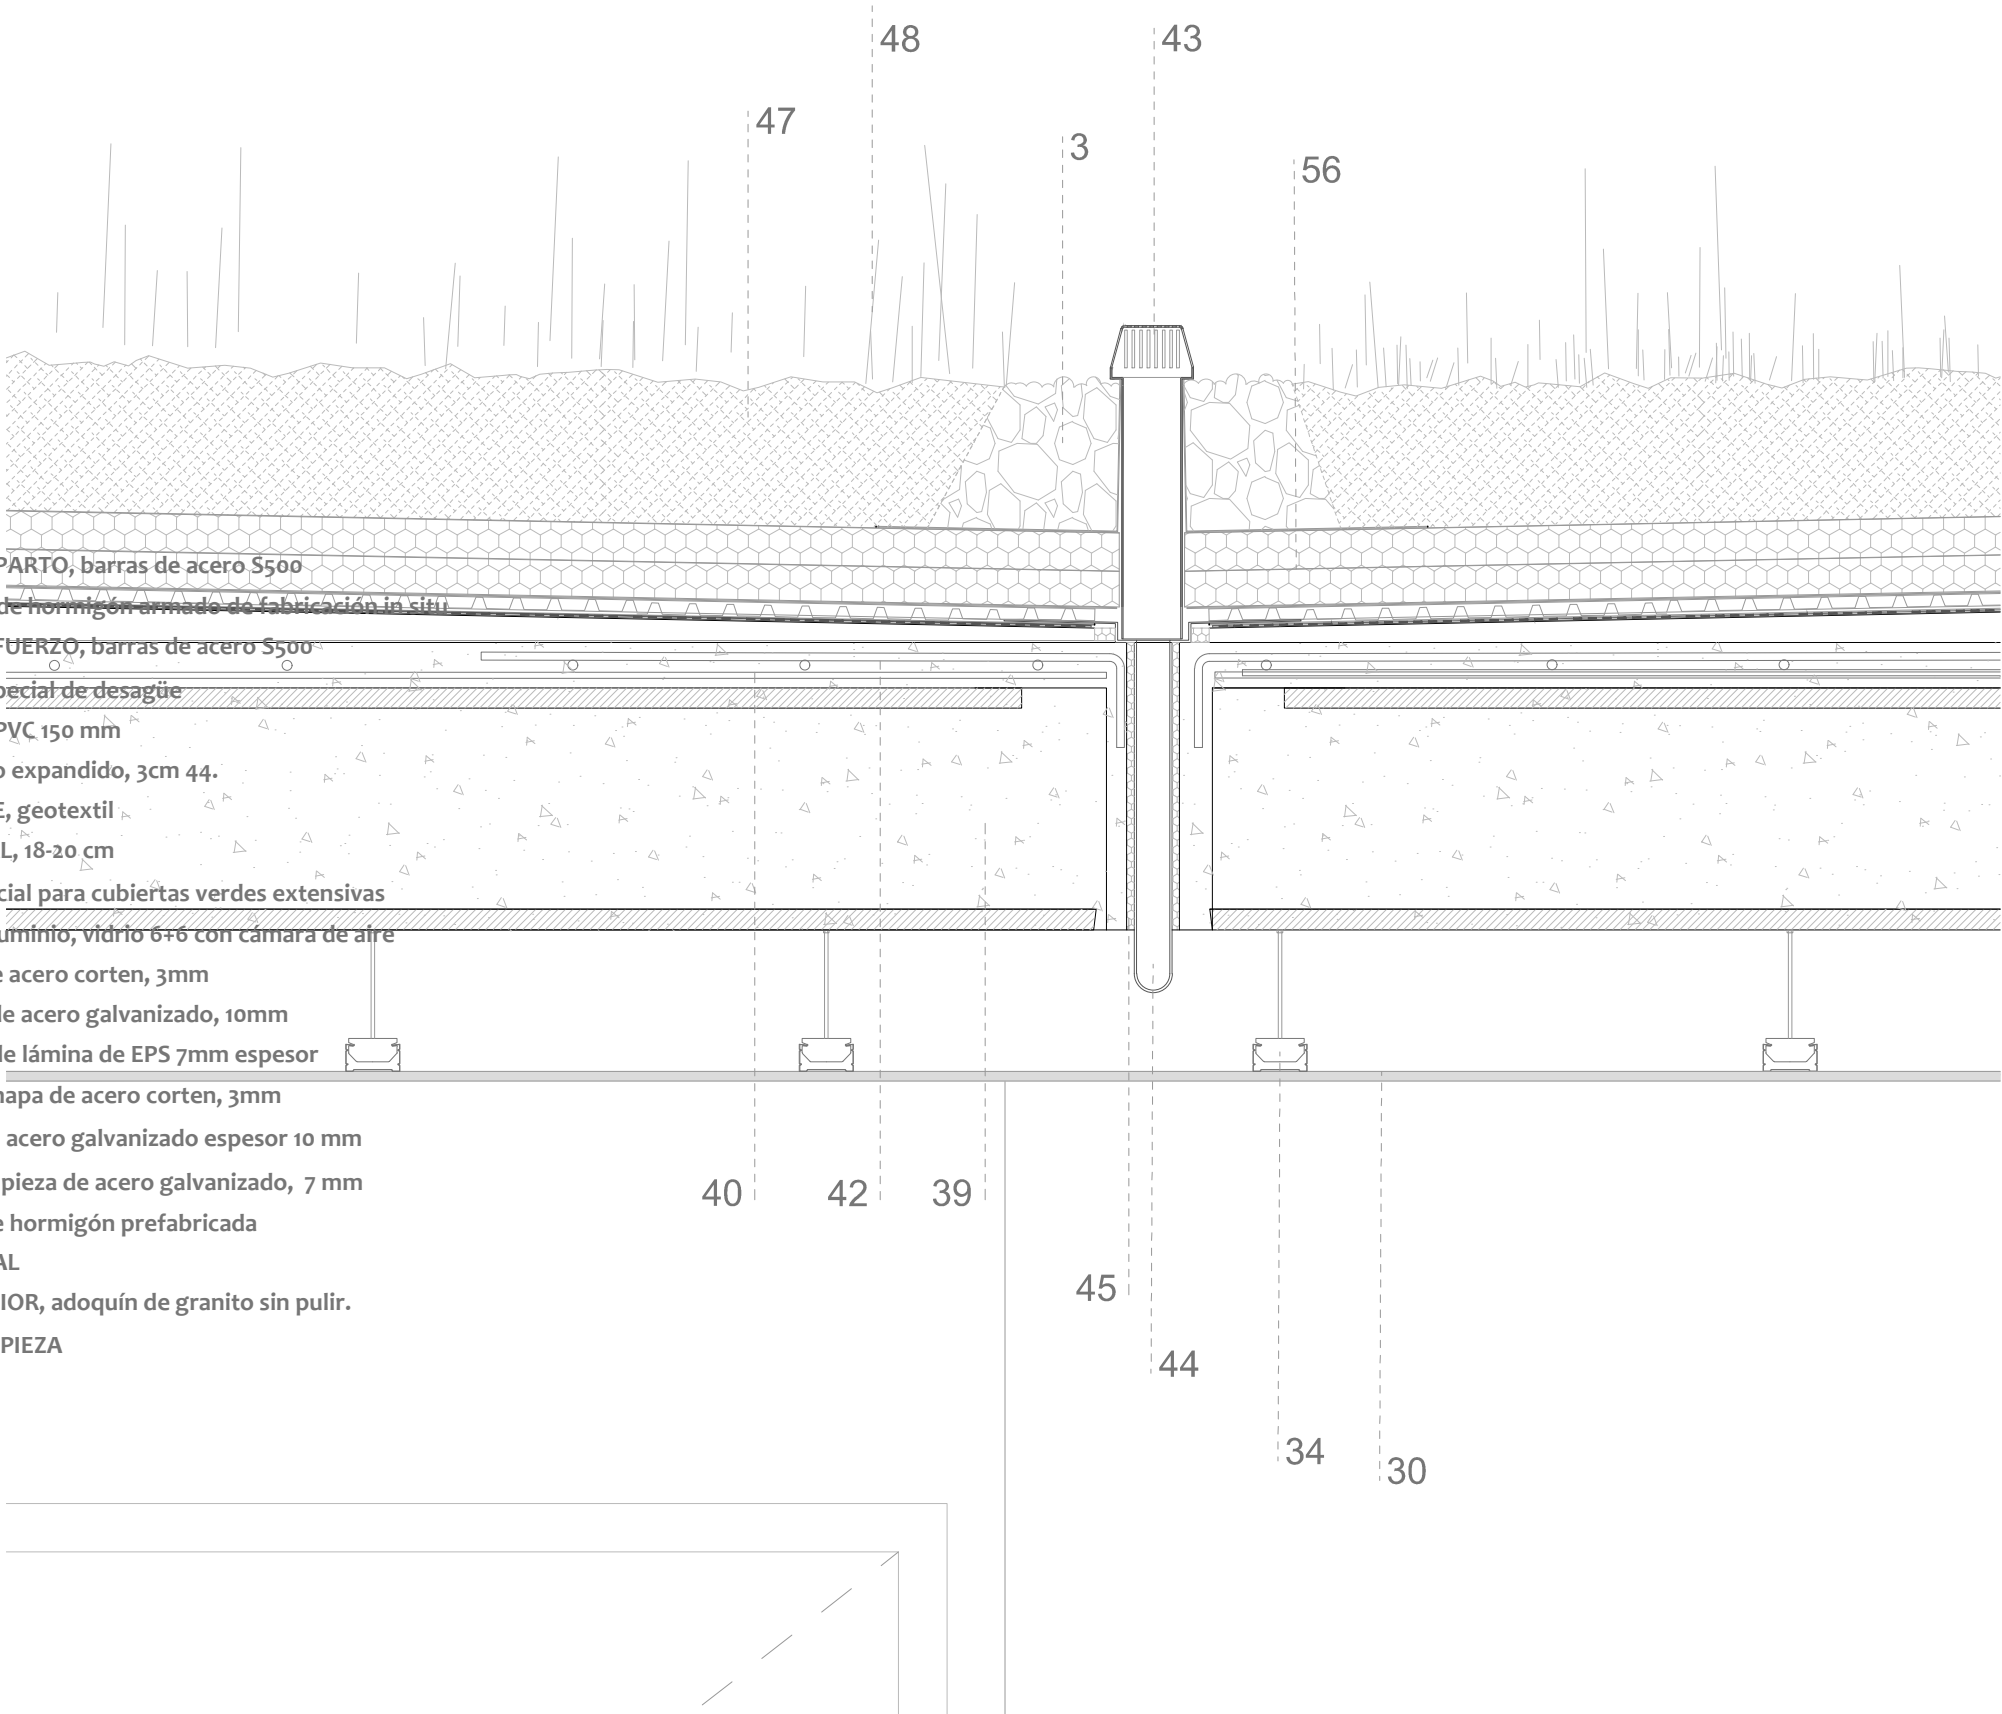 48
43
47
3
56
PARTO, barras de acero S500
de hormigón armado de fabricación in situ
FUERZO, barras de acero S500
pecial de desagüe
PVC 150 mm
o expandido, 3cm 44.
E, geotextil
L, 18-20 cm
cial para cubiertas verdes extensivas
uminio, vidrio 6+6 con cámara de aire
e acero corten, 3mm
de acero galvanizado, 10mm
de lámina de EPS 7mm espesor
hapa de acero corten, 3mm
acero galvanizado espesor 10 mm
pieza de acero galvanizado, 7 mm
e hormigón prefabricada
AL
IOR, adoquín de granito sin pulir.
PIEZA
40
42
39
45
44
34
30